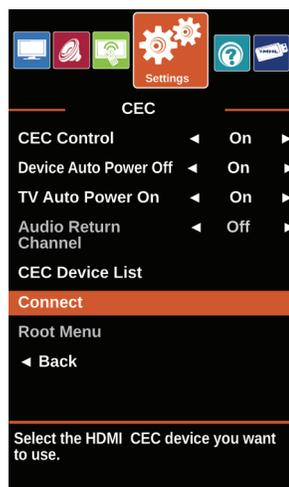 Settings
CEC
CEC Control ◄ On ►
Device Auto Power Off ◄ On ►
TV Auto Power On ◄ On ►
Audio Return
Channel ◄ Off ►
CEC Device List
Connect
Root Menu
◄ Back
Select the HDMI CEC device you want
to use.